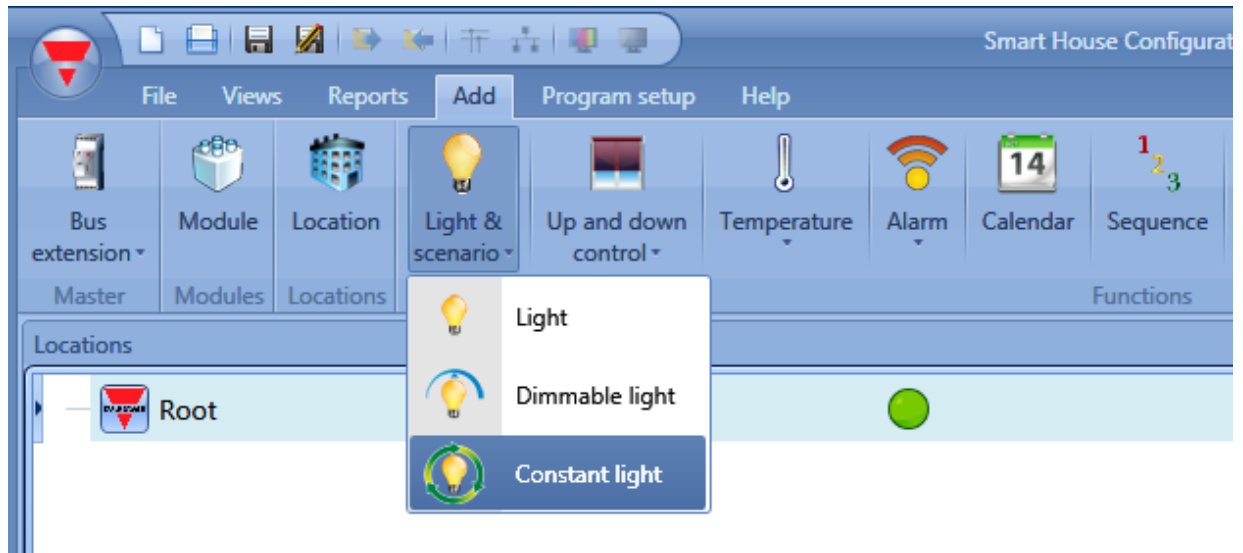 Smart House Configurat
File Views Reports Add Program setup Help
14
1
2
3
Bus extension
Module
Location
Light & scenario
Up and down control
Temperature
Alarm
Calendar
Sequence
Master
Modules
Locations
Functions
Light
Dimmable light
Constant light
Locations
Root